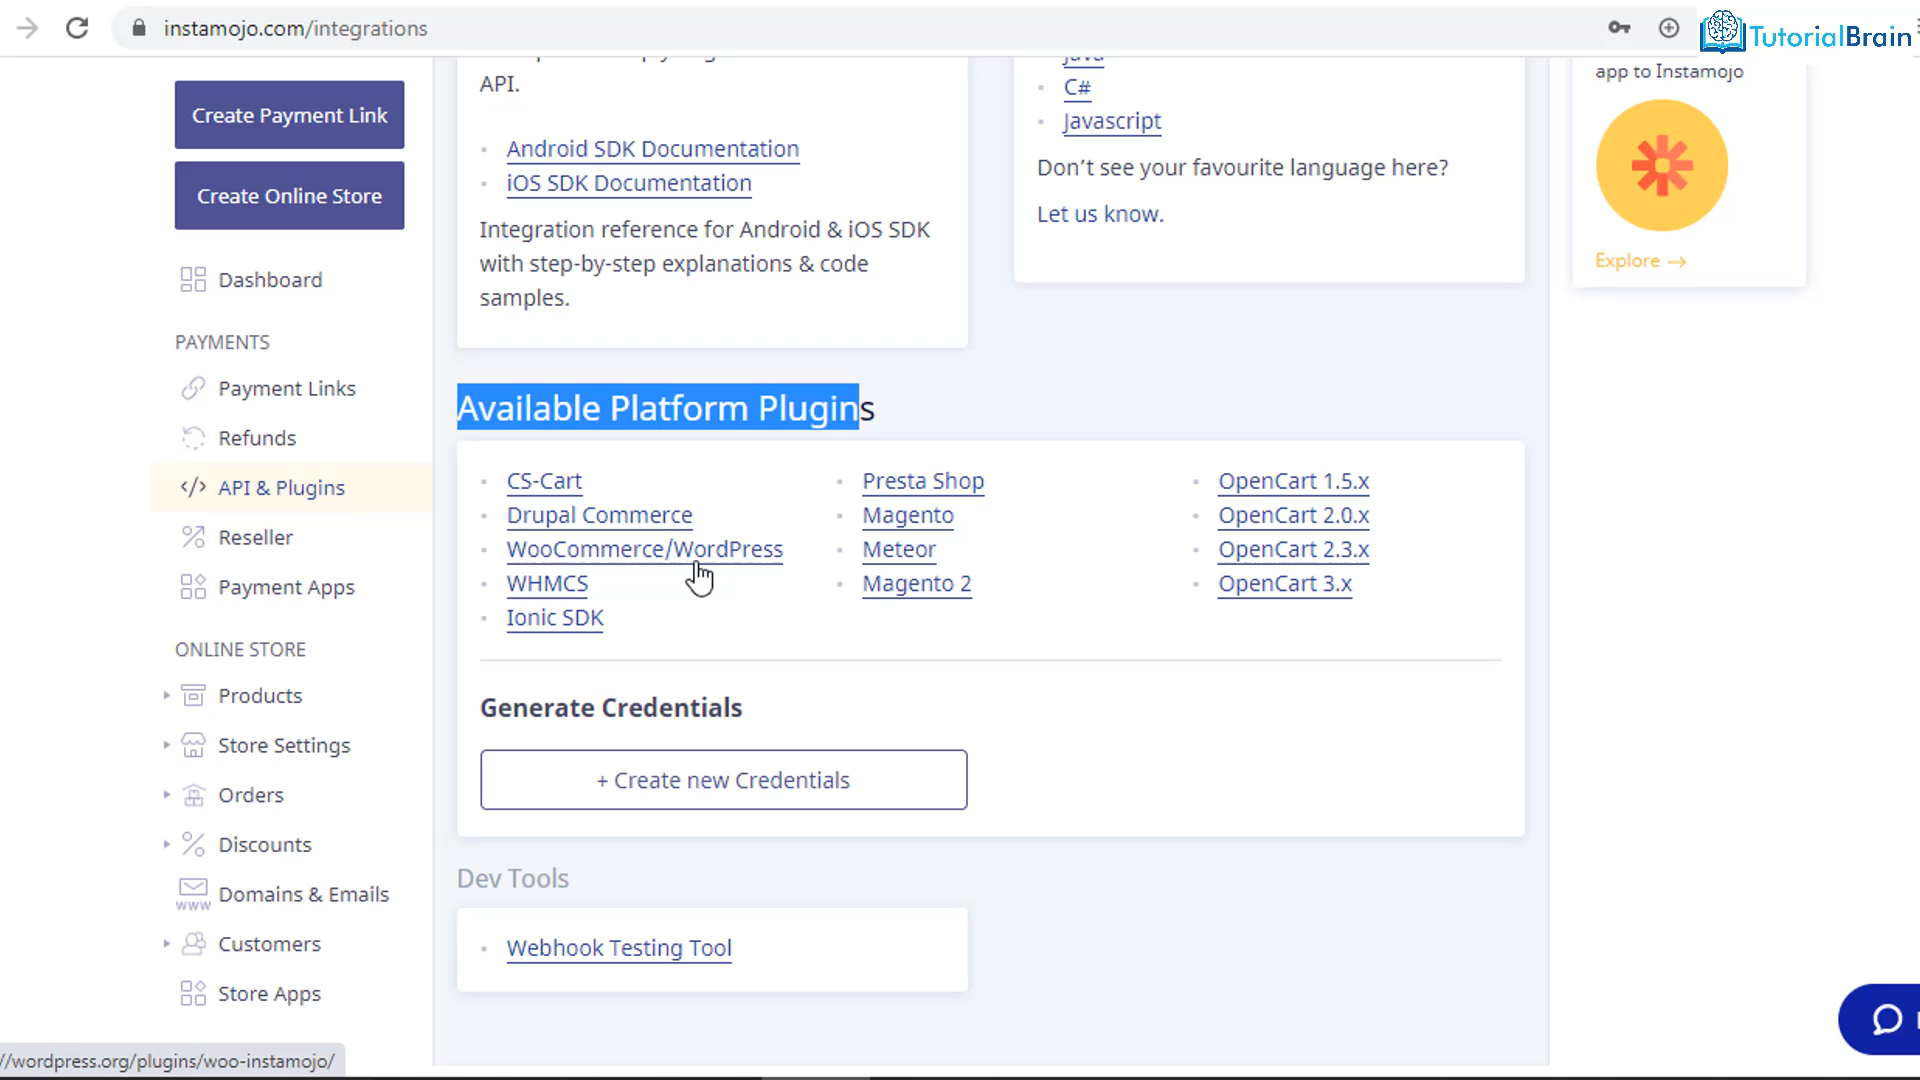 instamojo.com/integrations
TutorialBrain
Create Payment Link
Create Online Store
Dashboard
PAYMENTS
Payment Links
Refunds
API & Plugins
Reseller
Payment Apps
ONLINE STORE
Products
Store Settings
Orders
Discounts
Domains & Emails
Customers
Store Apps
API.
Android SDK Documentation
iOS SDK Documentation
Integration reference for Android & iOS SDK
with step-by-step explanations & code
samples.
Java
C#
Javascript
Don't see your favourite language here?
Let us know.
app to Instamojo
Explore →
Available Platform Plugins
CS-Cart
Drupal Commerce
WooCommerce/WordPress
WHMCS
Ionic SDK
Presta Shop
Magento
Meteor
Magento 2
OpenCart 1.5.x
OpenCart 2.0.x
OpenCart 2.3.x
OpenCart 3.x
Generate Credentials
+ Create new Credentials
Dev Tools
Webhook Testing Tool
//wordpress.org/plugins/woo-instamojo/